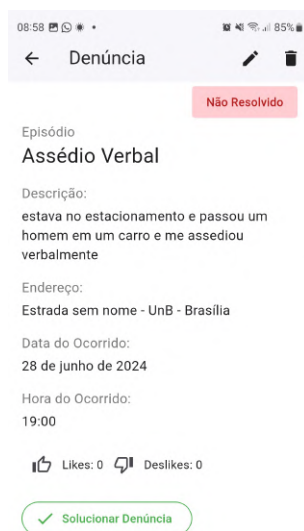 08:58 85%
Denúncia
Não Resolvido
Episódio
Assédio Verbal
Descrição:
estava no estacionamento e passou um
homem em um carro e me assediou
verbalmente
Endereço:
Estrada sem nome - UnB - Brasília
Data do Ocorrido:
28 de junho de 2024
Hora do Ocorrido:
19:00
Likes: 0 Deslikes: 0
Solucionar Denúncia